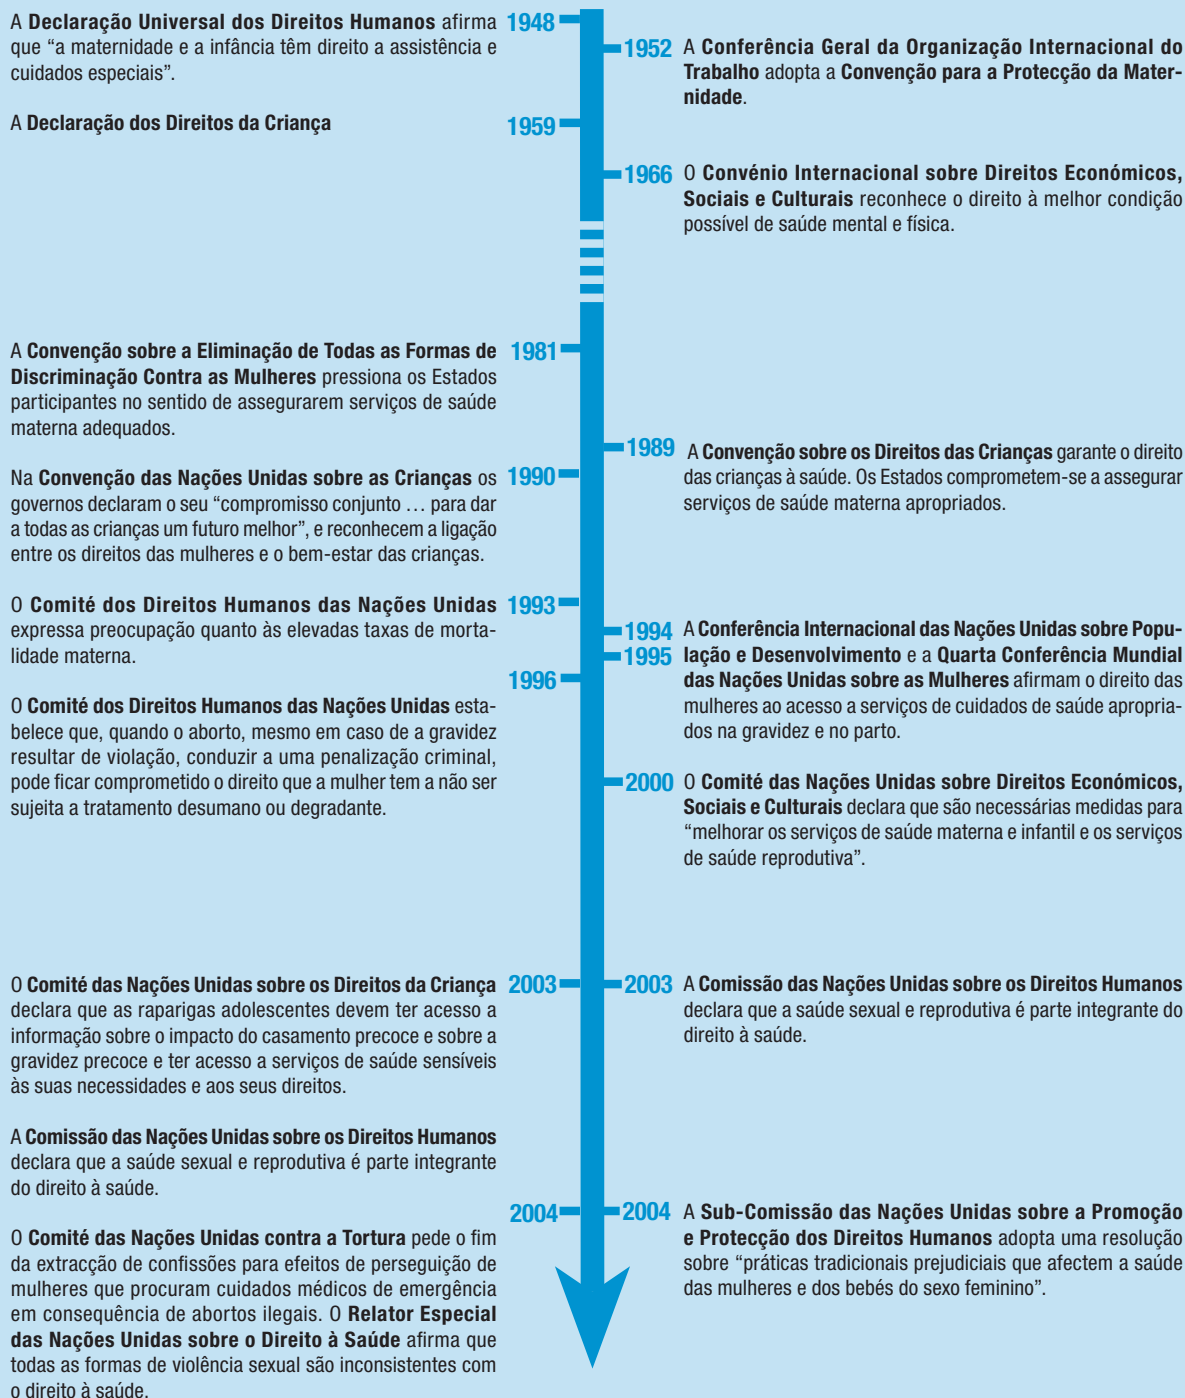 A Declaração Universal dos Direitos Humanos afirma
que “a maternidade e a infância têm direito a assistência e
cuidados especiais”.
1948
1952
A Conferência Geral da Organização Internacional do
Trabalho adopta a Convenção para a Protecção da Mater-
nidade.
A Declaração dos Direitos da Criança
1959
1966
O Convénio Internacional sobre Direitos Económicos,
Sociais e Culturais reconhece o direito à melhor condição
possível de saúde mental e física.
A Convenção sobre a Eliminação de Todas as Formas de
Discriminação Contra as Mulheres pressiona os Estados
participantes no sentido de assegurarem serviços de saúde
materna adequados.
1981
1989
A Convenção sobre os Direitos das Crianças garante o direito
das crianças à saúde. Os Estados comprometem-se a assegurar
serviços de saúde materna apropriados.
Na Convenção das Nações Unidas sobre as Crianças os
governos declaram o seu “compromisso conjunto … para dar
a todas as crianças um futuro melhor”, e reconhecem a ligação
entre os direitos das mulheres e o bem-estar das crianças.
1990
O Comité dos Direitos Humanos das Nações Unidas
expressa preocupação quanto às elevadas taxas de morta-
lidade materna.
1993
1994
1995
A Conferência Internacional das Nações Unidas sobre Popu-
lação e Desenvolvimento e a Quarta Conferência Mundial
das Nações Unidas sobre as Mulheres afirmam o direito das
mulheres ao acesso a serviços de cuidados de saúde apropria-
dos na gravidez e no parto.
1996
O Comité dos Direitos Humanos das Nações Unidas esta-
belece que, quando o aborto, mesmo em caso de a gravidez
resultar de violação, conduzir a uma penalização criminal,
pode ficar comprometido o direito que a mulher tem a não ser
sujeita a tratamento desumano ou degradante.
2000
O Comité das Nações Unidas sobre Direitos Económicos,
Sociais e Culturais declara que são necessárias medidas para
“melhorar os serviços de saúde materna e infantil e os serviços
de saúde reprodutiva”.
O Comité das Nações Unidas sobre os Direitos da Criança
declara que as raparigas adolescentes devem ter acesso a
informação sobre o impacto do casamento precoce e sobre a
gravidez precoce e ter acesso a serviços de saúde sensíveis
às suas necessidades e aos seus direitos.
2003
2003
A Comissão das Nações Unidas sobre os Direitos Humanos
declara que a saúde sexual e reprodutiva é parte integrante do
direito à saúde.
A Comissão das Nações Unidas sobre os Direitos Humanos
declara que a saúde sexual e reprodutiva é parte integrante
do direito à saúde.
2004
O Comité das Nações Unidas contra a Tortura pede o fim
da extracção de confissões para efeitos de perseguição de
mulheres que procuram cuidados médicos de emergência
em consequência de abortos ilegais. O Relator Especial
das Nações Unidas sobre o Direito à Saúde afirma que
todas as formas de violência sexual são inconsistentes com
o direito à saúde.
2004
A Sub-Comissão das Nações Unidas sobre a Promoção
e Protecção dos Direitos Humanos adopta uma resolução
sobre “práticas tradicionais prejudiciais que afectem a saúde
das mulheres e dos bebés do sexo feminino”.